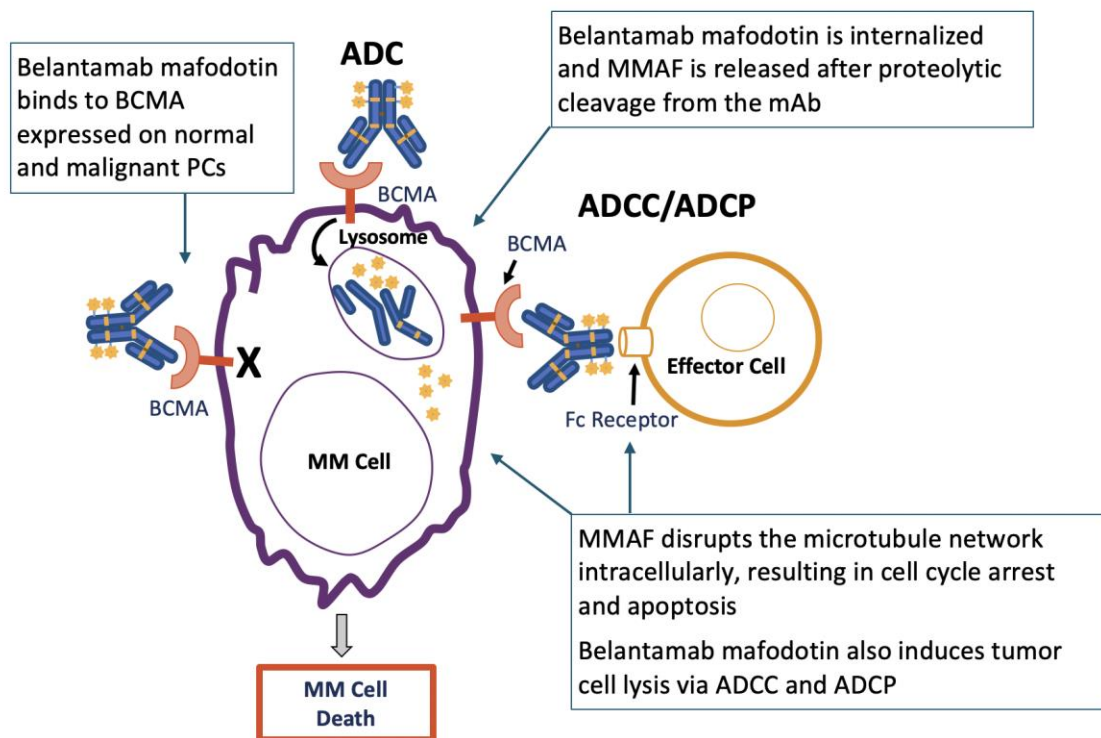 Belantamab mafodotin
binds to BCMA
expressed on normal
and malignant PCs
ADC
Belantamab mafodotin is internalized
and MMAF is released after proteolytic
cleavage from the mAb
BCMA
ADCC/ADCP
Lysosome
BCMA
Effector Cell
X
BCMA
Fc Receptor
MM Cell
MMAF disrupts the microtubule network
intracellularly, resulting in cell cycle arrest
and apoptosis
Belantamab mafodotin also induces tumor
cell lysis via ADCC and ADCP
MM Cell
Death